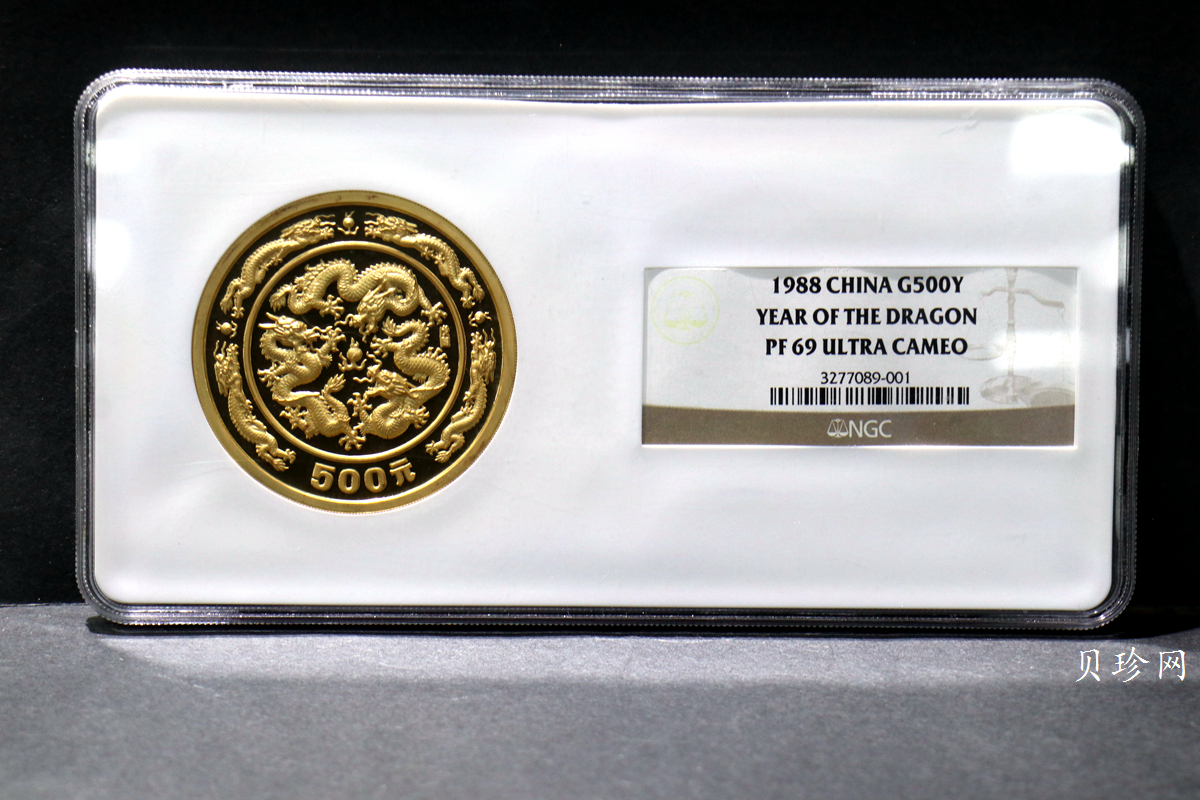 500元
1988 CHINA G500Y
YEAR OF THE DRAGON
PF 69 ULTRA CAMEO
3277089-001
NGC
贝珍网